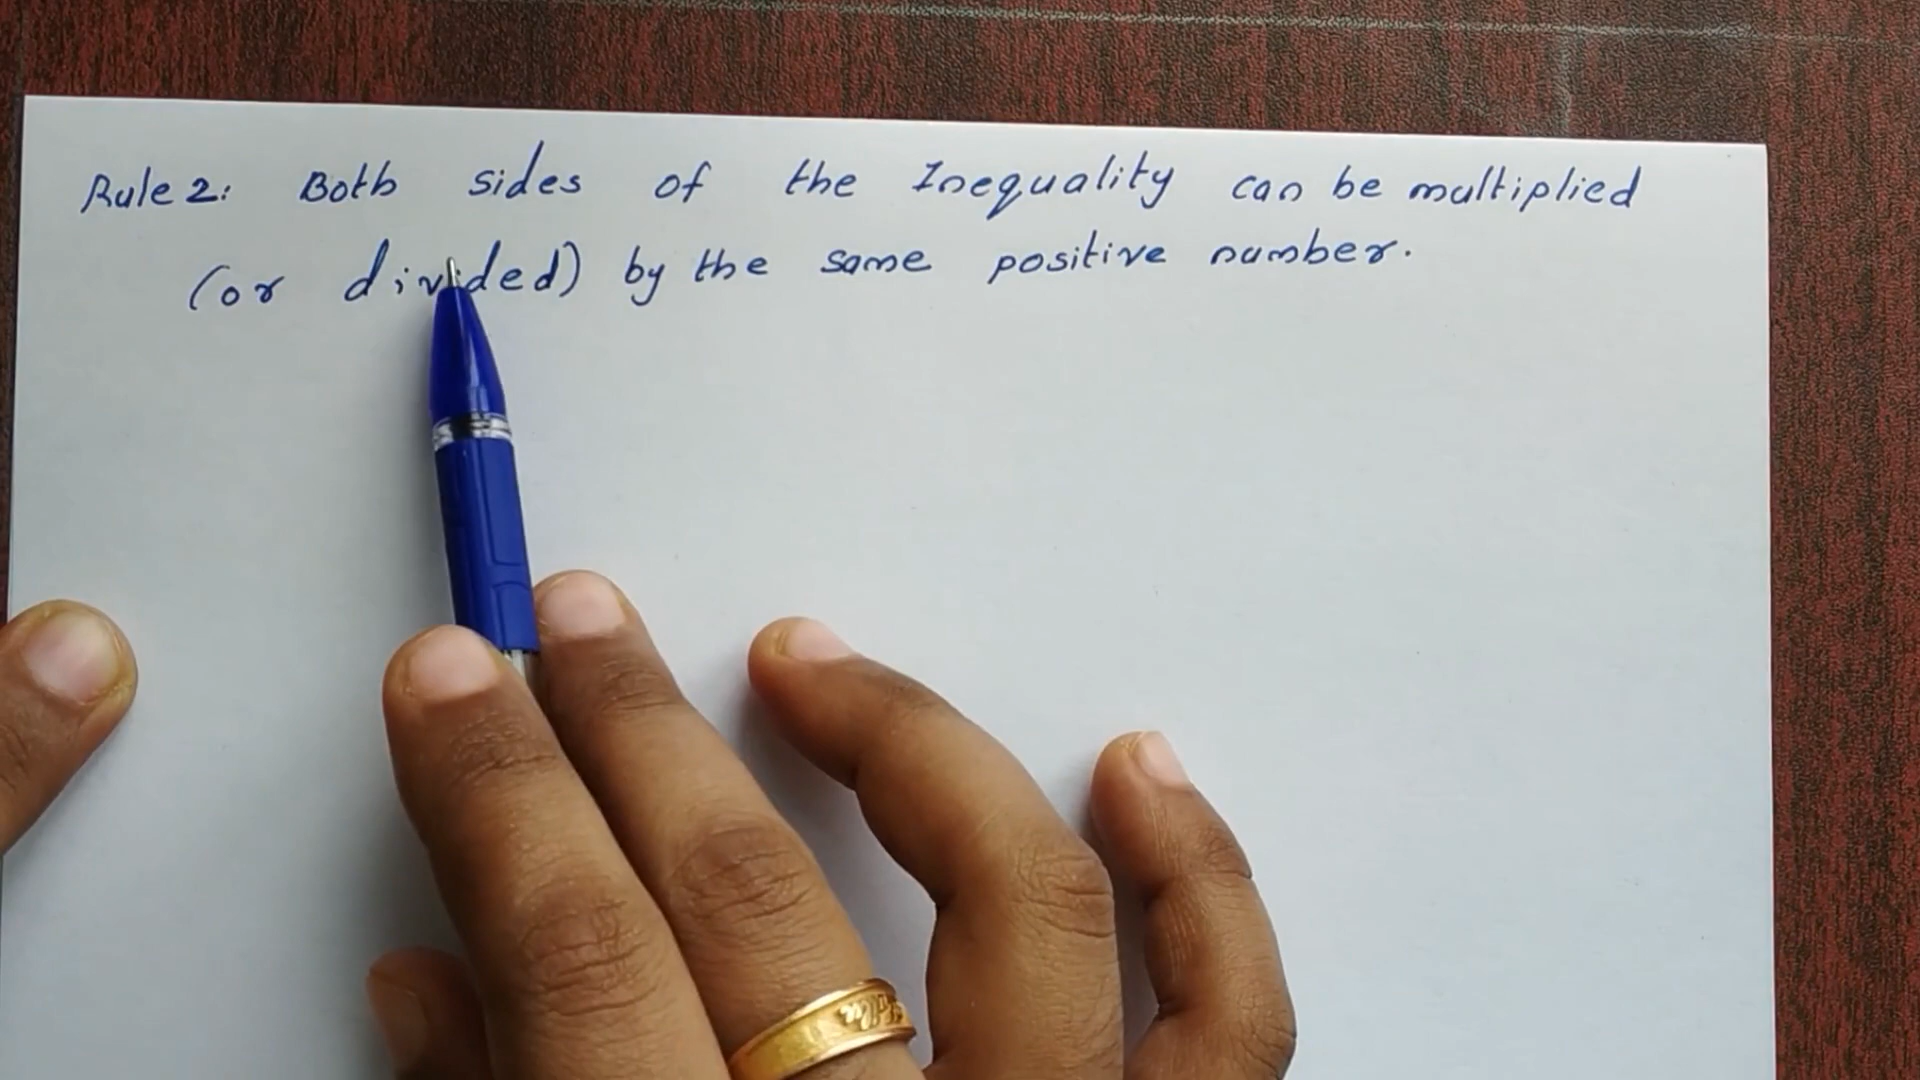 Rule 2: Both sides of the Inequality can be multiplied
(or divided) by the same positive number.